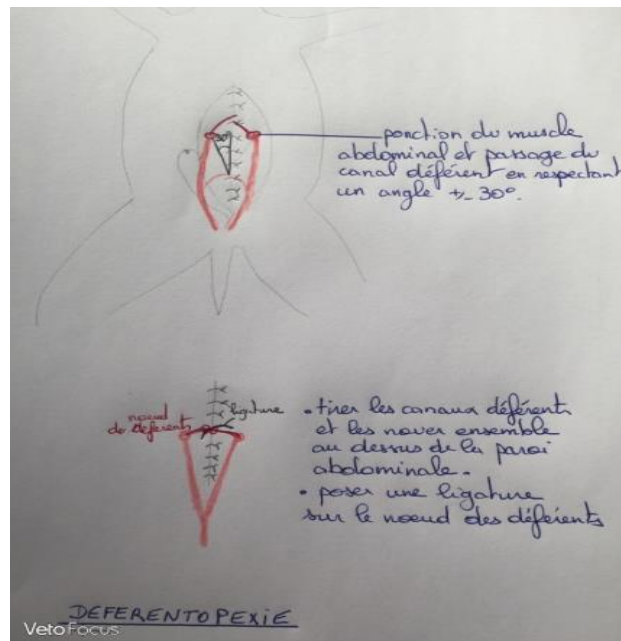 ponction du muscle
abdominal et passage du
canal déférent en respectant
un angle +/- 30°.
noeud
de déférents
ligature
• tirer les canaux déférents
et les nouer ensemble
au dessus de la paroi
abdominale.
• poser une ligature
sur le noeud des déférents
DEFERENTOPEXIE
VetoFocus